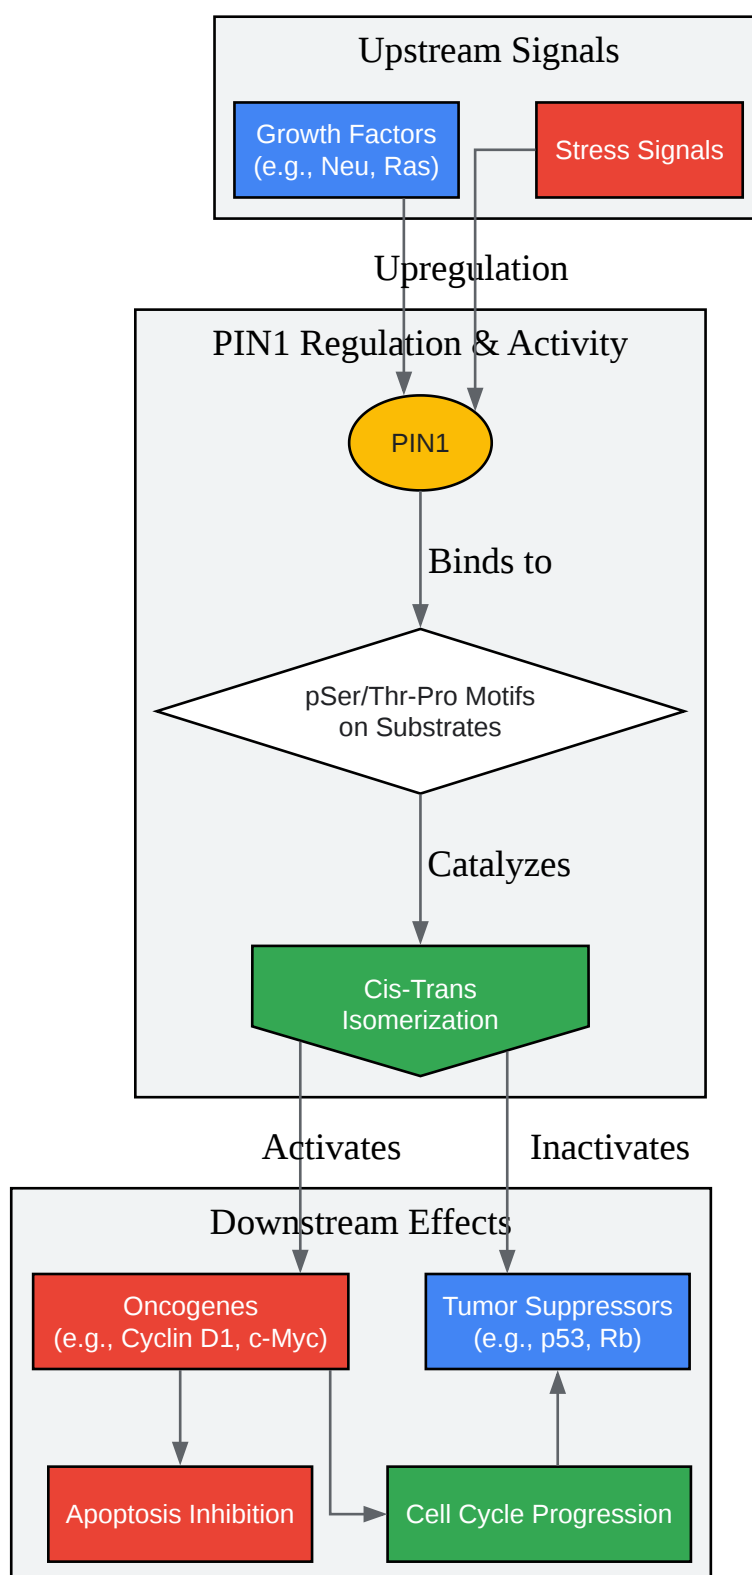 Upstream Signals
Growth Factors
(e.g., Neu, Ras)
Stress Signals
Upregulation
PIN1 Regulation & Activity
PIN1
Binds to
pSer/Thr-Pro Motifs
on Substrates
Catalyzes
Cis-Trans
Isomerization
Activates
Inactivates
Downstream Effects
Oncogenes
(e.g., Cyclin D1, c-Myc)
Tumor Suppressors
(e.g., p53, Rb)
Apoptosis Inhibition
Cell Cycle Progression